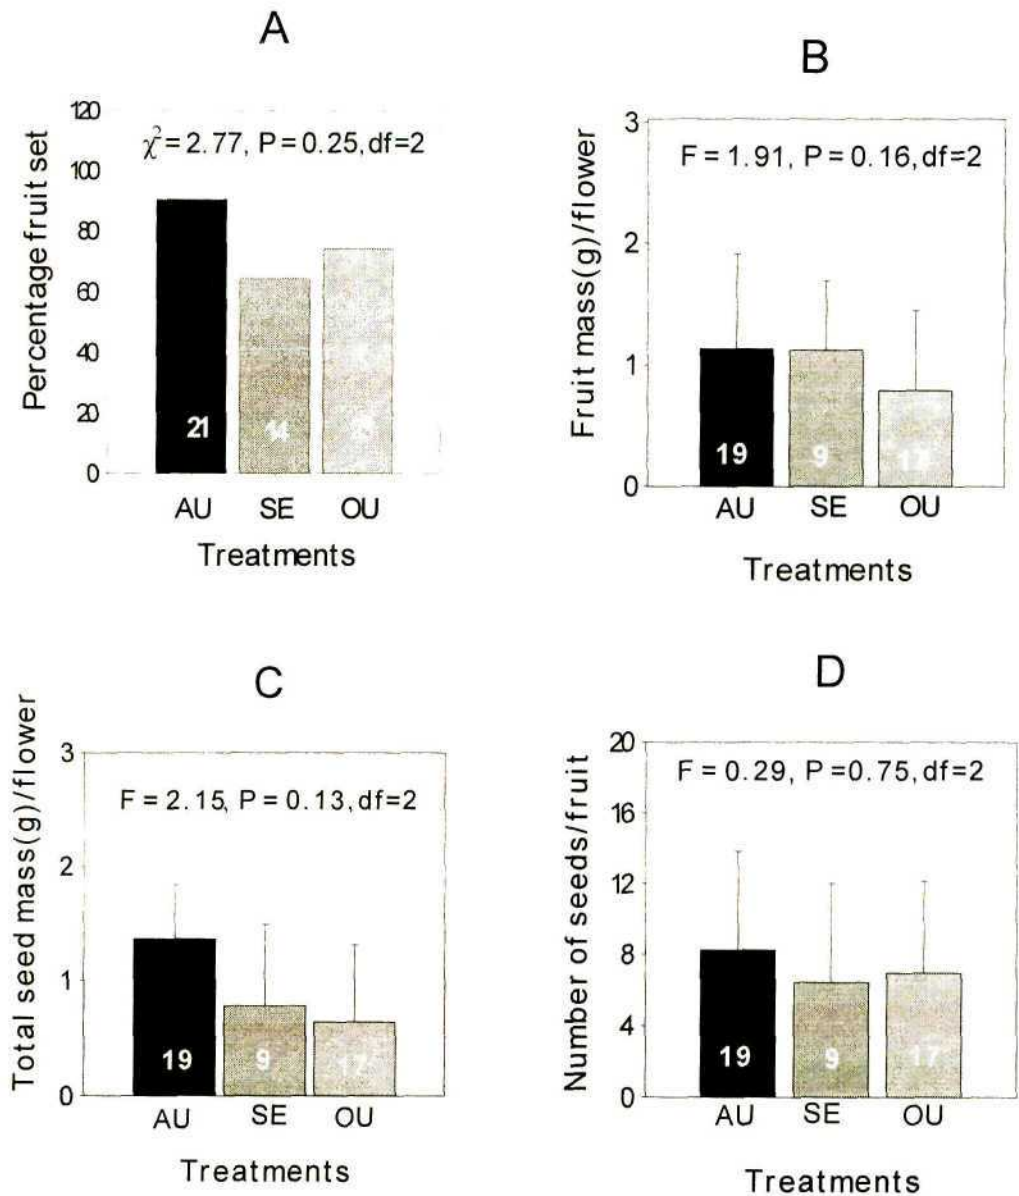 A
χ²=2.77, P=0.25, df=2
Percentage fruit set
120
100
80
60
40
20
0
21
14
AU SE OU
Treatments
B
F=1.91, P=0.16, df=2
Fruit mass(g)/flower
3
2
1
0
19 9 17
AU SE OU
Treatments
C
F=2.15, P=0.13, df=2
Total seed mass(g)/flower
3
2
1
0
19 9 17
AU SE OU
Treatments
D
F=0.29, P=0.75, df=2
Number of seeds/fruit
20
16
12
8
4
0
19 9 17
AU SE OU
Treatments